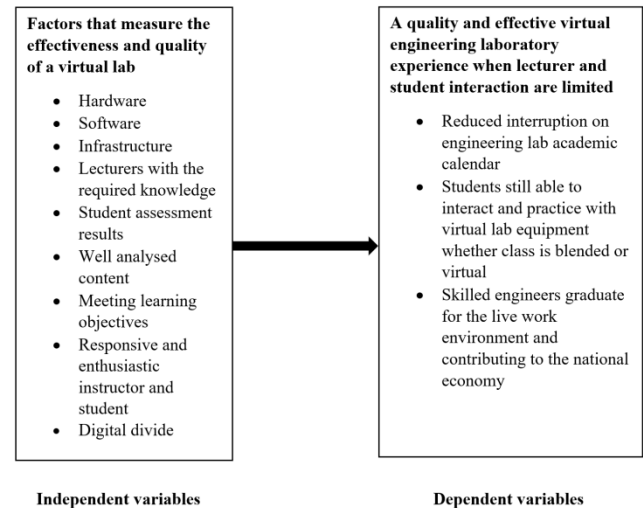 Factors that measure the
effectiveness and quality
of a virtual lab
• Hardware
• Software
• Infrastructure
• Lecturers with the
required knowledge
• Student assessment
results
• Well analysed
content
• Meeting learning
objectives
• Responsive and
enthusiastic
instructor and
student
• Digital divide
Independent variables
A quality and effective virtual
engineering laboratory
experience when lecturer and
student interaction are limited
• Reduced interruption on
engineering lab academic
calendar
• Students still able to
interact and practice with
virtual lab equipment
whether class is blended or
virtual
• Skilled engineers graduate
for the live work
environment and
contributing to the national
economy
Dependent variables